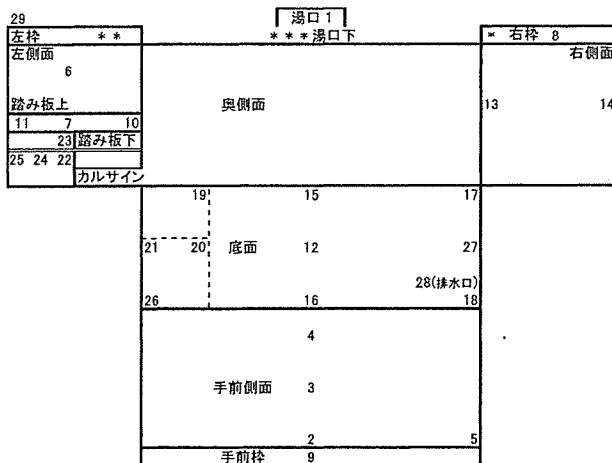 29
湯口 1
左枠 * *
* * * 湯口下
* 右枠 8
左側面
右側面
6
踏み板上
奥側面
13 14
11 7 10
23 踏み板下
25 24 22
カルサイン
19 15 17
21 20 底面 12 27
28(排水口)
26 16 18
4
手前側面 3
2 5
手前枠 9